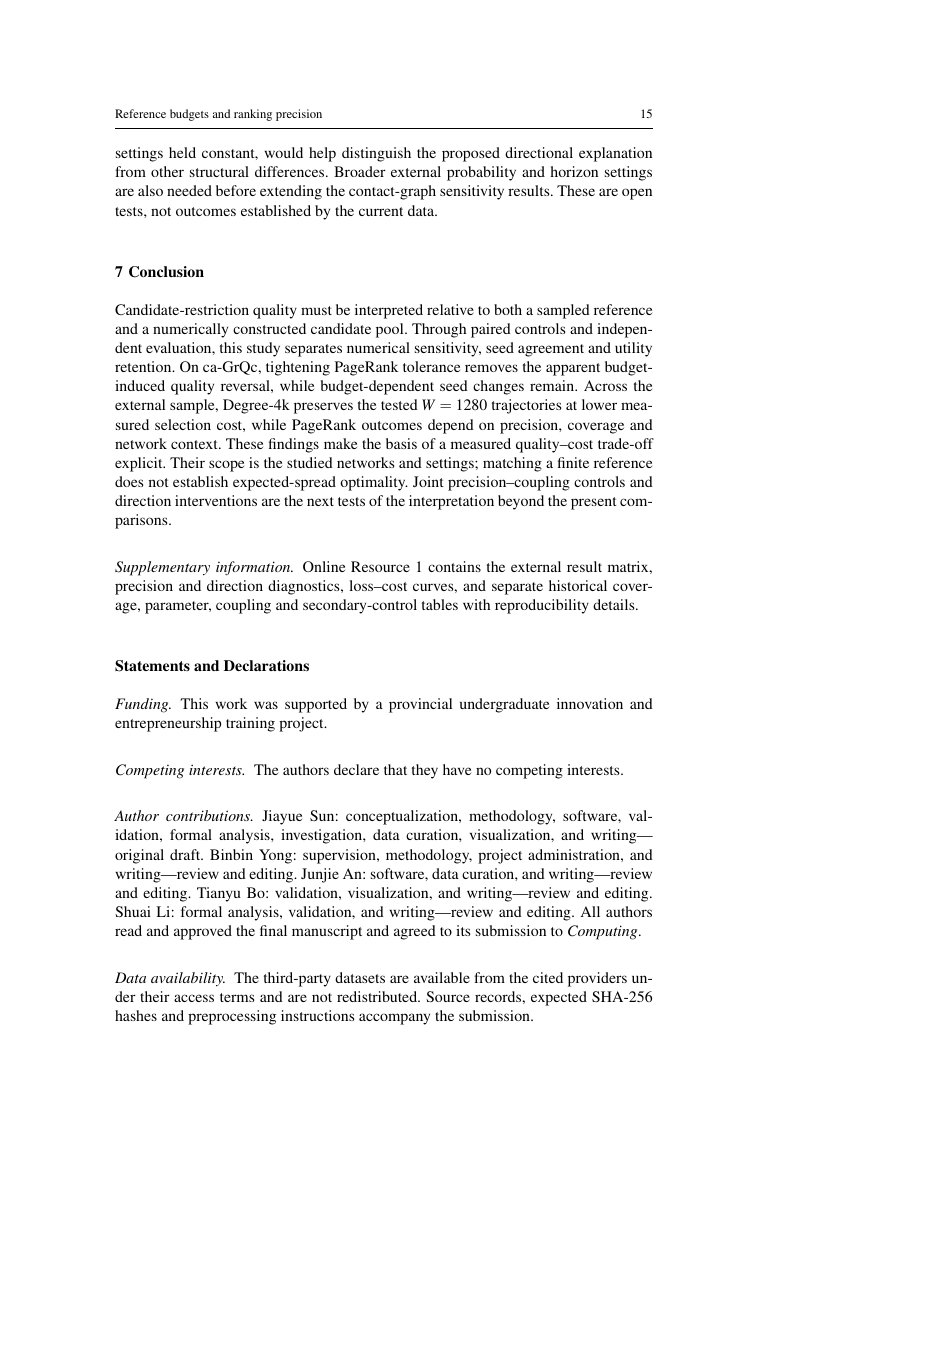 Reference budgets and ranking precision 15
settings held constant, would help distinguish the proposed directional explanation
from other structural differences. Broader external probability and horizon settings
are also needed before extending the contact-graph sensitivity results. These are open
tests, not outcomes established by the current data.
7 Conclusion
Candidate-restriction quality must be interpreted relative to both a sampled reference
and a numerically constructed candidate pool. Through paired controls and indepen-
dent evaluation, this study separates numerical sensitivity, seed agreement and utility
retention. On ca-GrQc, tightening PageRank tolerance removes the apparent budget-
induced quality reversal, while budget-dependent seed changes remain. Across the
external sample, Degree-4k preserves the tested W = 1280 trajectories at lower mea-
sured selection cost, while PageRank outcomes depend on precision, coverage and
network context. These findings make the basis of a measured quality–cost trade-off
explicit. Their scope is the studied networks and settings; matching a finite reference
does not establish expected-spread optimality. Joint precision–coupling controls and
direction interventions are the next tests of the interpretation beyond the present com-
parisons.
Supplementary information. Online Resource 1 contains the external result matrix,
precision and direction diagnostics, loss–cost curves, and separate historical cover-
age, parameter, coupling and secondary-control tables with reproducibility details.
Statements and Declarations
Funding. This work was supported by a provincial undergraduate innovation and
entrepreneurship training project.
Competing interests. The authors declare that they have no competing interests.
Author contributions. Jiayue Sun: conceptualization, methodology, software, val-
idation, formal analysis, investigation, data curation, visualization, and writing—
original draft. Binbin Yong: supervision, methodology, project administration, and
writing—review and editing. Junjie An: software, data curation, and writing—review
and editing. Tianyu Bo: validation, visualization, and writing—review and editing.
Shuai Li: formal analysis, validation, and writing—review and editing. All authors
read and approved the final manuscript and agreed to its submission to Computing.
Data availability. The third-party datasets are available from the cited providers un-
der their access terms and are not redistributed. Source records, expected SHA-256
hashes and preprocessing instructions accompany the submission.